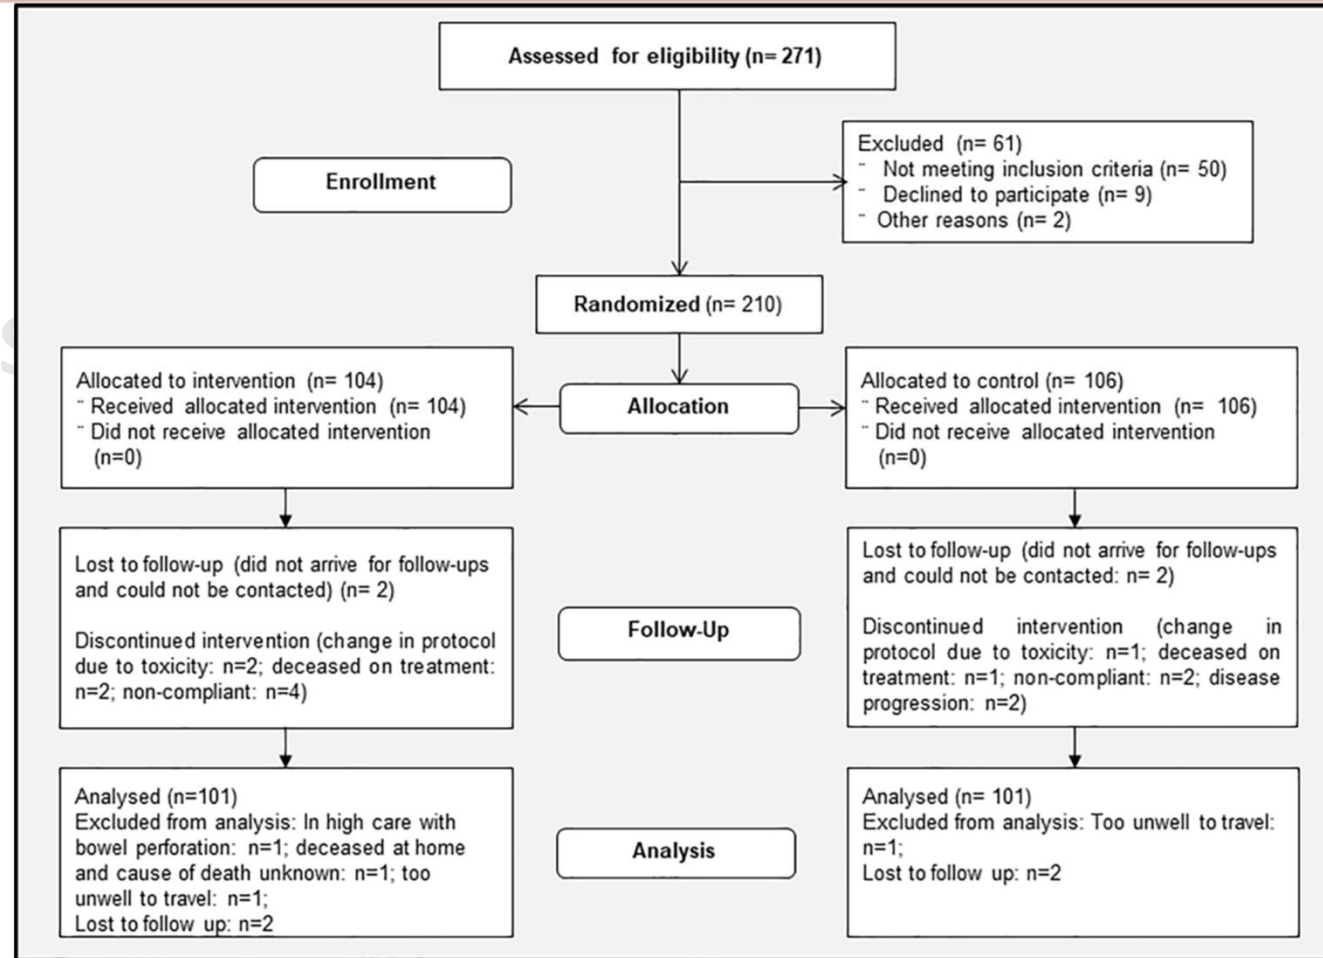 Assessed for eligibility (n= 271)
Excluded (n= 61)
¨ Not meeting inclusion criteria (n= 50)
¨ Declined to participate (n= 9)
¨ Other reasons (n= 2)
Enrollment
Randomized (n= 210)
Allocated to intervention (n= 104)
¨ Received allocated intervention (n= 104)
¨ Did not receive allocated intervention
(n=0)
Allocation
Allocated to control (n= 106)
¨ Received allocated intervention (n= 106)
¨ Did not receive allocated intervention
(n=0)
Lost to follow-up (did not arrive for follow-ups
and could not be contacted) (n= 2)
Discontinued intervention (change in protocol
due to toxicity: n=2; deceased on treatment:
n=2; non-compliant: n=4)
Follow-Up
Lost to follow-up (did not arrive for follow-ups
and could not be contacted: n= 2)
Discontinued intervention (change in
protocol due to toxicity: n=1; deceased on
treatment: n=1; non-compliant: n=2; disease
progression: n=2)
Analysed (n=101)
Excluded from analysis: In high care with
bowel perforation: n=1; deceased at home
and cause of death unknown: n=1; too
unwell to travel: n=1;
Lost to follow up: n=2
Analysis
Analysed (n= 101)
Excluded from analysis: Too unwell to travel:
n=1;
Lost to follow up: n=2